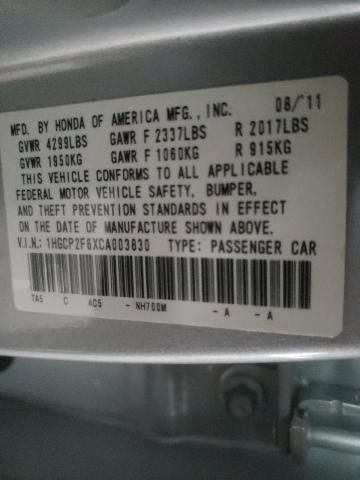 MFD. BY HONDA OF AMERICA MFG., INC. 08/'11
GVWR 4299LBS GAWR F 2337LBS R 2017LBS
GVWR 1950KG GAWR F 1060KG R 915KG
THIS VEHICLE CONFORMS TO ALL APPLICABLE
FEDERAL MOTOR VEHICLE SAFETY, BUMPER,
AND THEFT PREVENTION STANDARDS IN EFFECT
ON THE DATE OF MANUFACTURE SHOWN ABOVE.
V.I.N.: 1HGCP2F6XCA003830 TYPE: PASSENGER CAR
TA5 C AC5 - NH700M - A - A